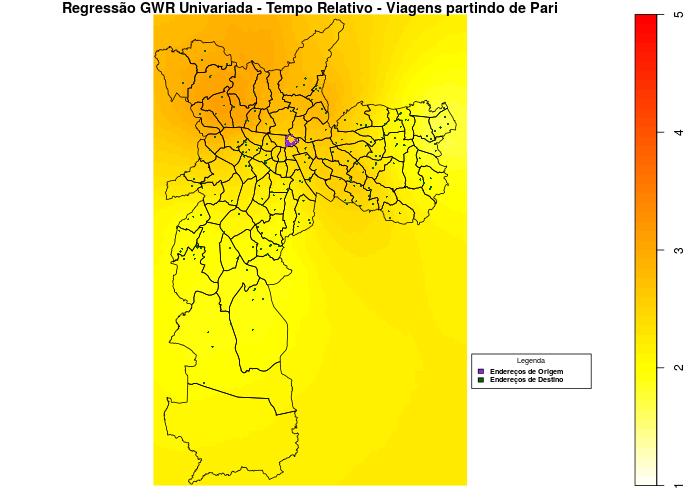 Regressão GWR Univariada - Tempo Relativo - Viagens partindo de Pari
5
4
3
2
1
Legenda
Endereços de Origem
Endereços de Destino